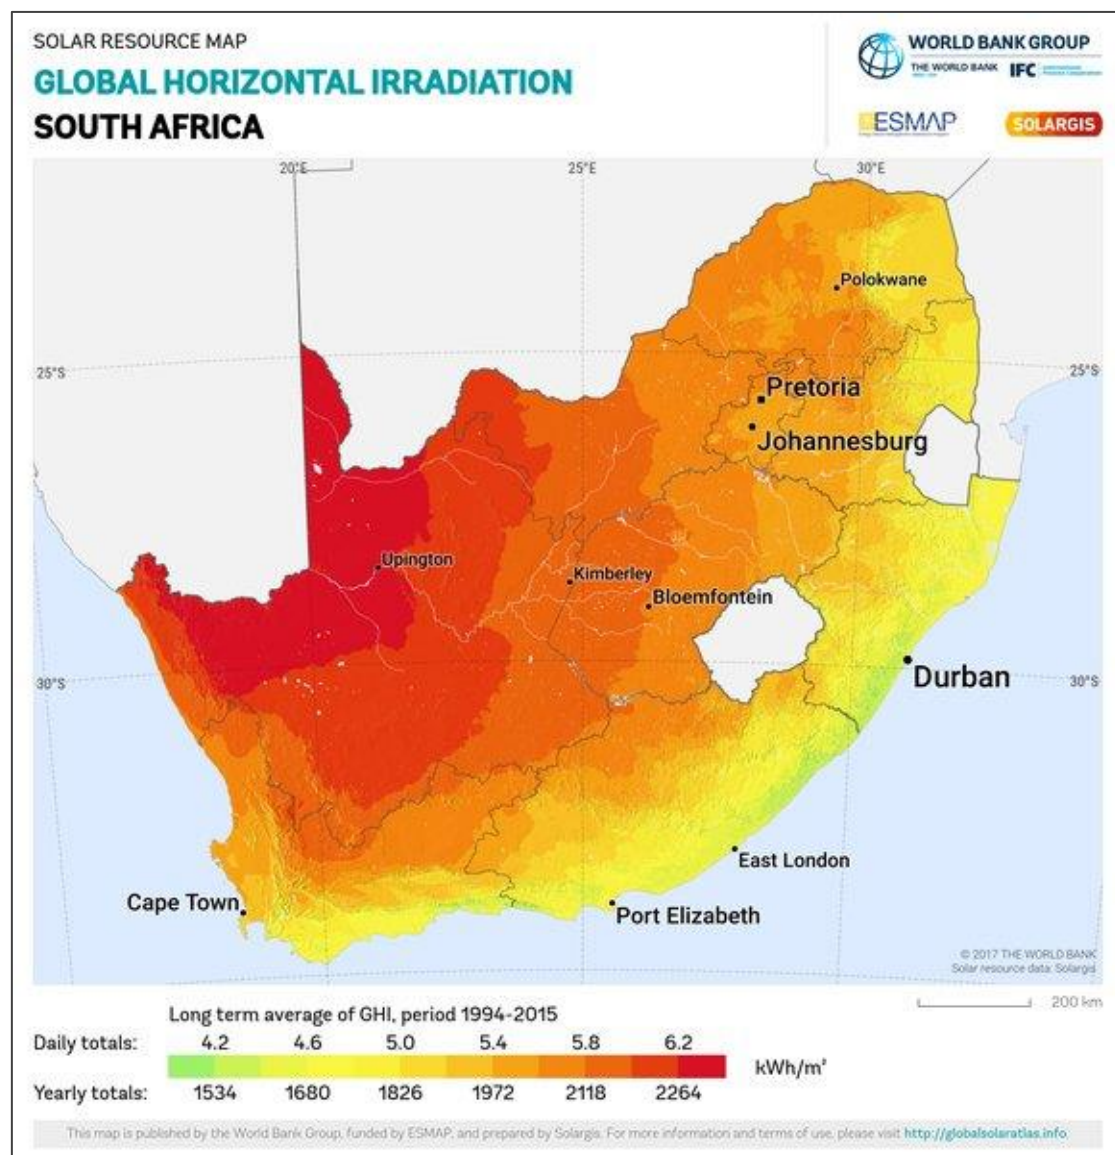 SOLAR RESOURCE MAP
GLOBAL HORIZONTAL IRRADIATION
SOUTH AFRICA
WORLD BANK GROUP
THE WORLD BANK IFC
ESMAP
SOLARGIS
20°E 25°E 30°E
Polokwane
25°S 25°S
Pretoria
Johannesburg
Upington
Kimberley
Bloemfontein
Durban
30°S 30°S
East London
Cape Town
Port Elizabeth
© 2017 THE WORLD BANK
Solar resource data: Solargis
200 km
Long term average of GHI, period 1994-2015
Daily totals: 4.2 4.6 5.0 5.4 5.8 6.2
kWh/m²
Yearly totals: 1534 1680 1826 1972 2118 2264
This map is published by the World Bank Group, funded by ESMAP, and prepared by Solargis. For more information and terms of use, please visit http://globalsolaratlas.info.